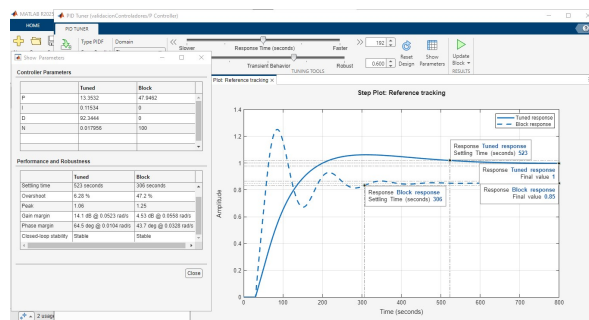 MATLAB R2025
PID Tuner (validacionControladores/P Controller)
HOME
PID TUNER
Type PIDF Domain
Slower Response Time (seconds) Faster 192
Reset Design
Show Parameters
Update Block
Transient Behavior Robust 0.600
TUNING TOOLS
RESULTS
Show Parameters
Controller Parameters
Tuned Block
P 13.3532 47.9482
I 0.11534 0
D 92.3444 0
N 0.017956 100
Performance and Robustness
Tuned Block
Settling time 523 seconds 306 seconds
Overshoot 6.28 % 47.2 %
Peak 1.06 1.25
Gain margin 14.1 dB @ 0.0523 rad/s 4.53 dB @ 0.0558 rad/s
Phase margin 64.5 deg @ 0.0104 rad/s 43.7 deg @ 0.0328 rad/s
Closed-loop stability Stable Stable
Close
2 usag
Plot: Reference tracking
Step Plot: Reference tracking
Tuned response
Block response
Response Tuned response
Settling Time (seconds) 523
Response Tuned response
Final value 1
Response Block response
Settling Time (seconds) 306
Response Block response
Final value 0.85
Amplitude
1.4
1.2
1
0.8
0.6
0.4
0.2
0
0 100 200 300 400 500 600 700 800
Time (seconds)